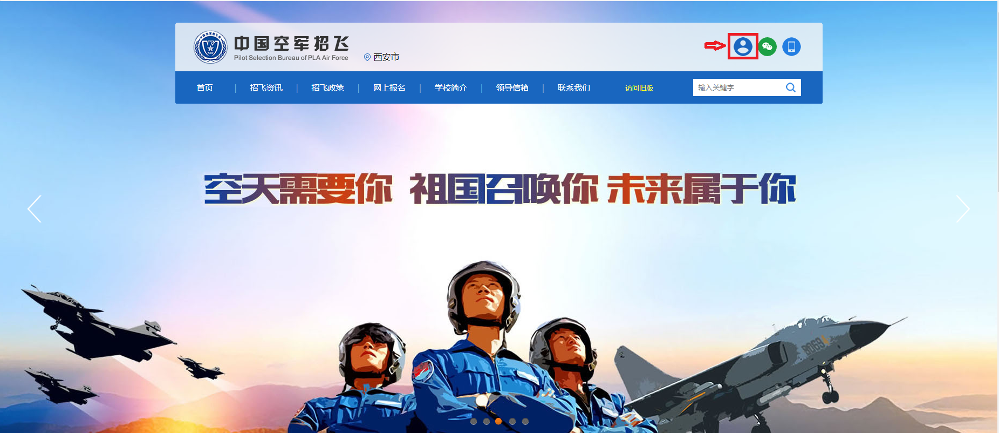 中国空军招飞
Pilot Selection Bureau of PLA Air Force
西安市
首页 | 招飞资讯 | 招飞政策 | 网上报名 | 学校简介 | 领导信箱 | 联系我们 访问旧版 输入关键字
空天需要你 祖国召唤你 未来属于你